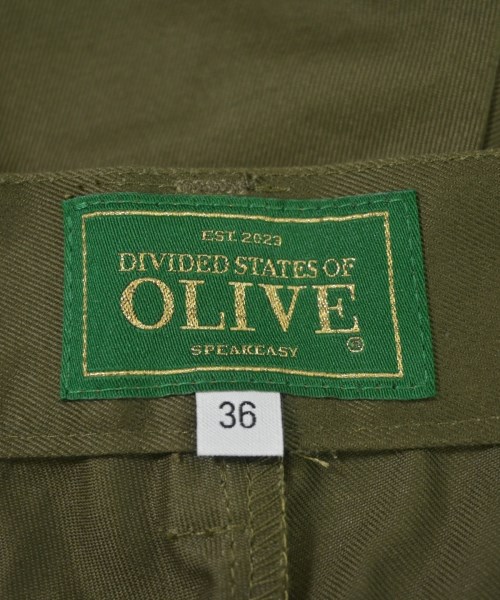 EST. 2023
DIVIDED STATES OF
OLIVE®
SPEAKEASY
36